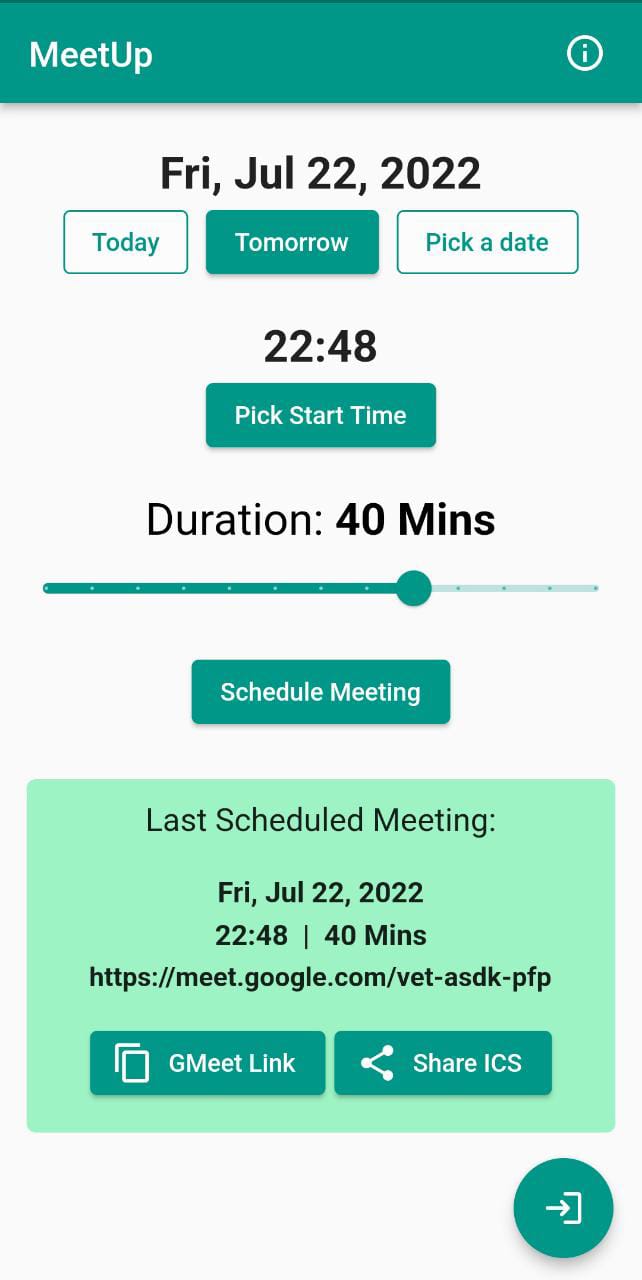 MeetUp
Fri, Jul 22, 2022
Today Tomorrow Pick a date
22:48
Pick Start Time
Duration: 40 Mins
Schedule Meeting
Last Scheduled Meeting:
Fri, Jul 22, 2022
22:48 | 40 Mins
https://meet.google.com/vet-asdk-pfp
GMeet Link Share ICS